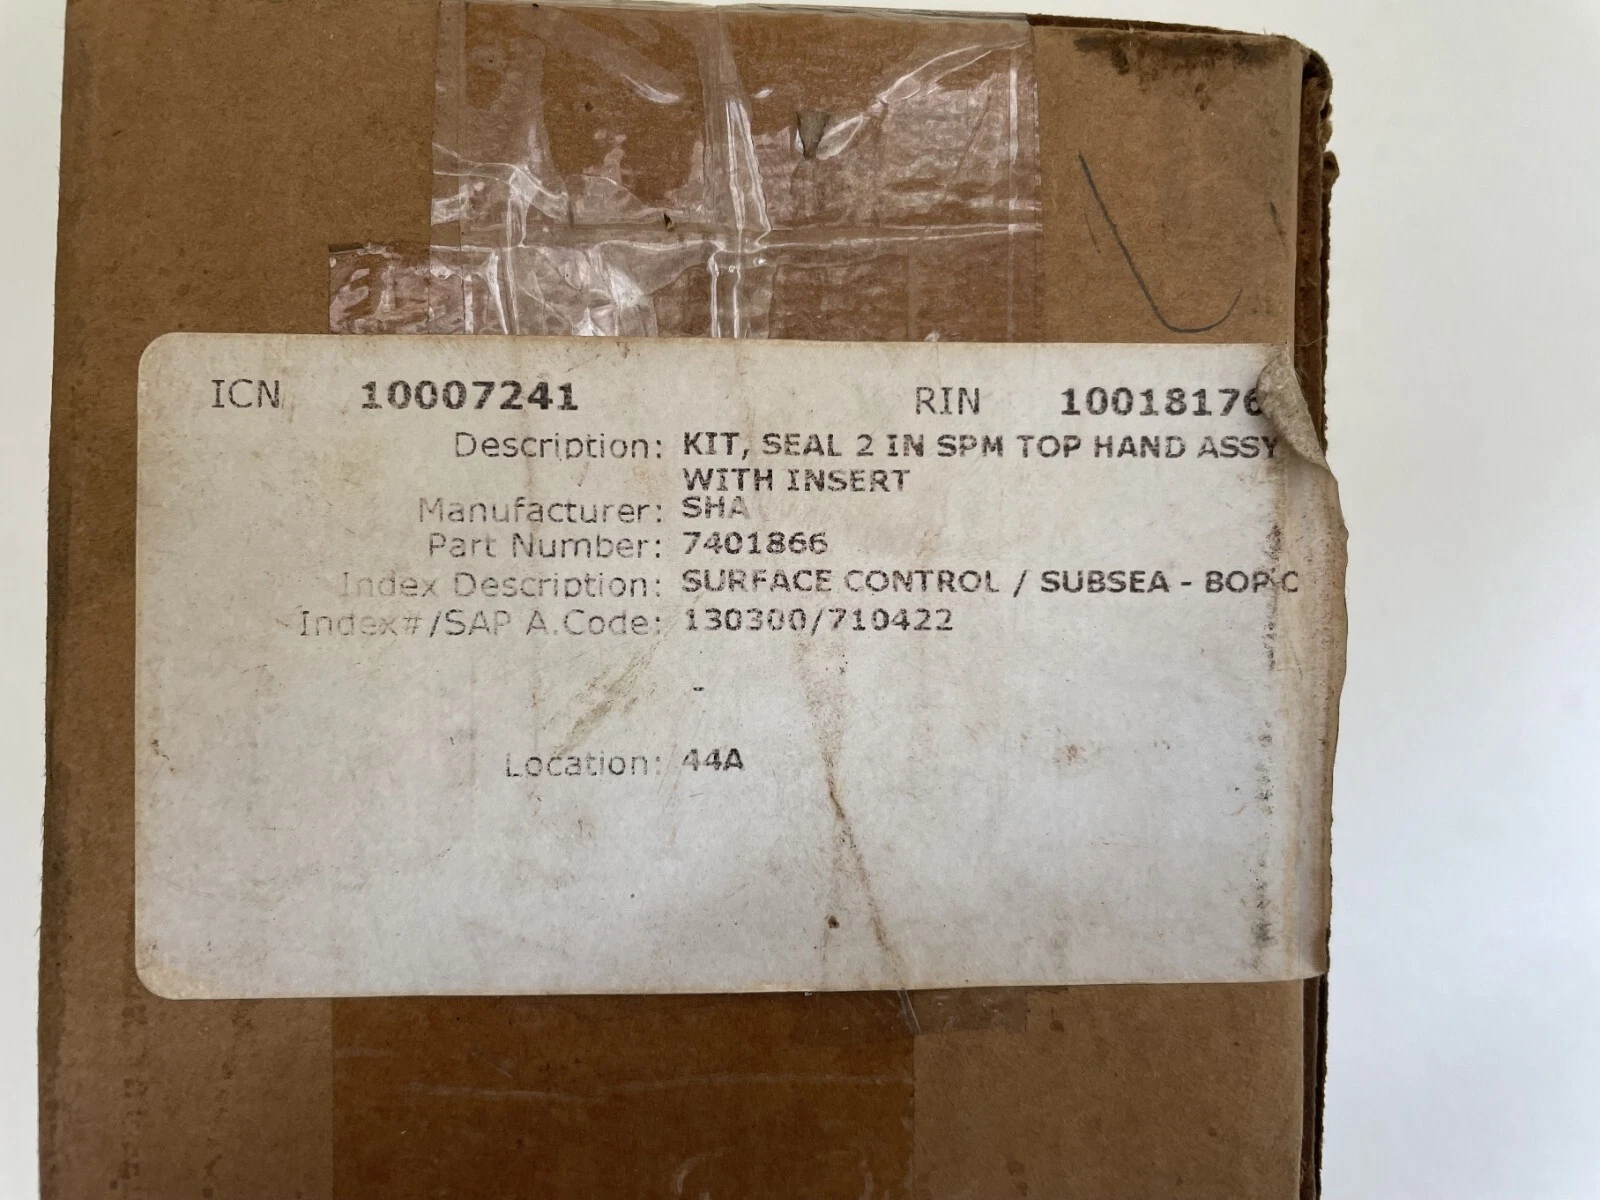 ICN 10007241 RIN 10018176
Description: KIT, SEAL 2 IN SPM TOP HAND ASSY
WITH INSERT
Manufacturer: SHA
Part Number: 7401866
Index Description: SURFACE CONTROL / SUBSEA - BOP C
Index#/SAP A.Code: 130300/710422
-
Location: 44A